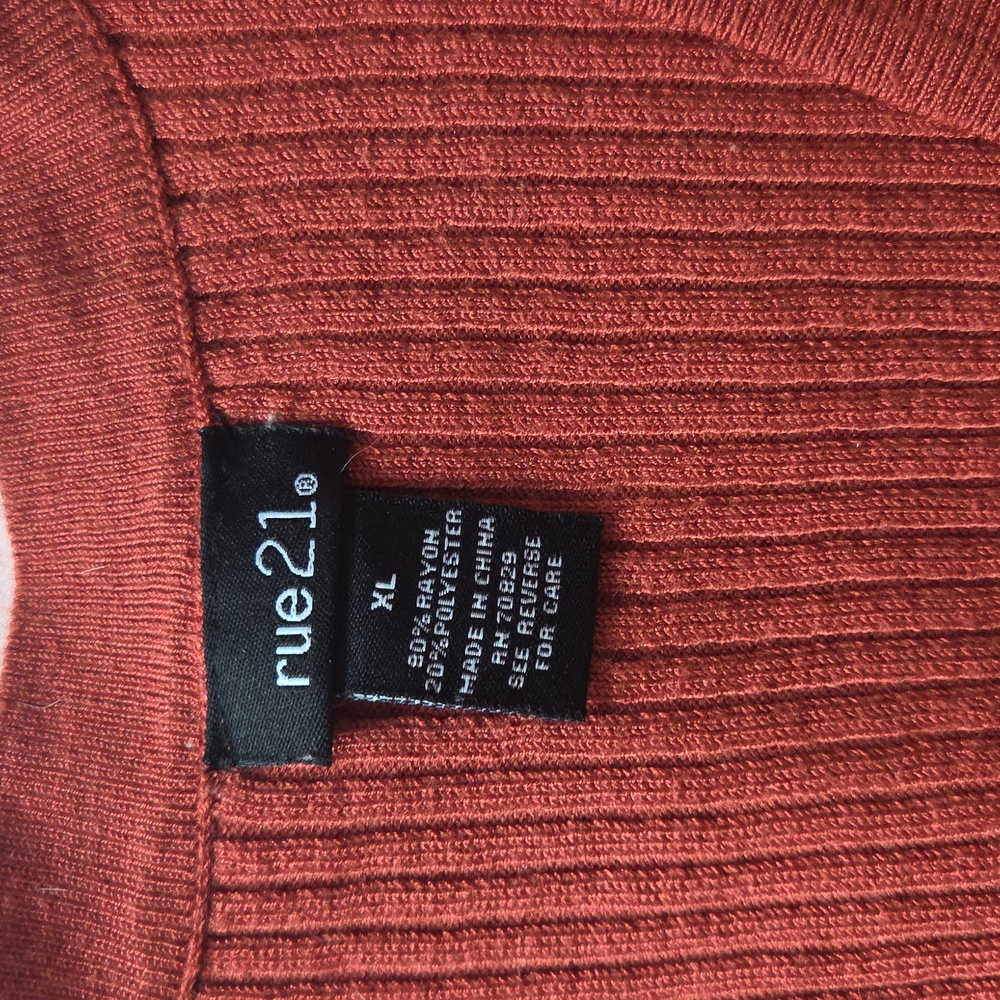 rue21®
XL
80% RAYON
20% POLYESTER
MADE IN CHINA
RN 70829
SEE REVERSE
FOR CARE